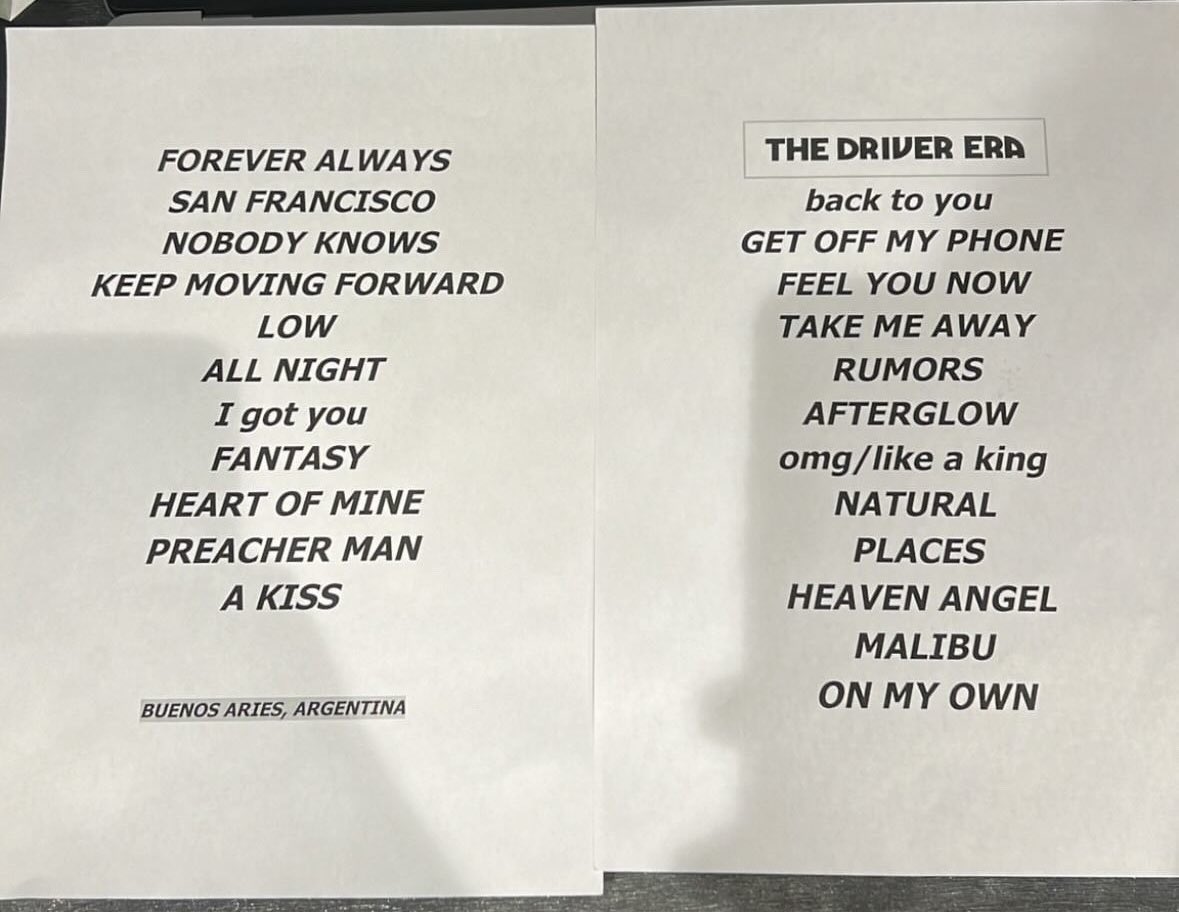 FOREVER ALWAYS
SAN FRANCISCO
NOBODY KNOWS
KEEP MOVING FORWARD
LOW
ALL NIGHT
I got you
FANTASY
HEART OF MINE
PREACHER MAN
A KISS
BUENOS ARIES, ARGENTINA
THE DRIVER ERA
back to you
GET OFF MY PHONE
FEEL YOU NOW
TAKE ME AWAY
RUMORS
AFTERGLOW
omg/like a king
NATURAL
PLACES
HEAVEN ANGEL
MALIBU
ON MY OWN